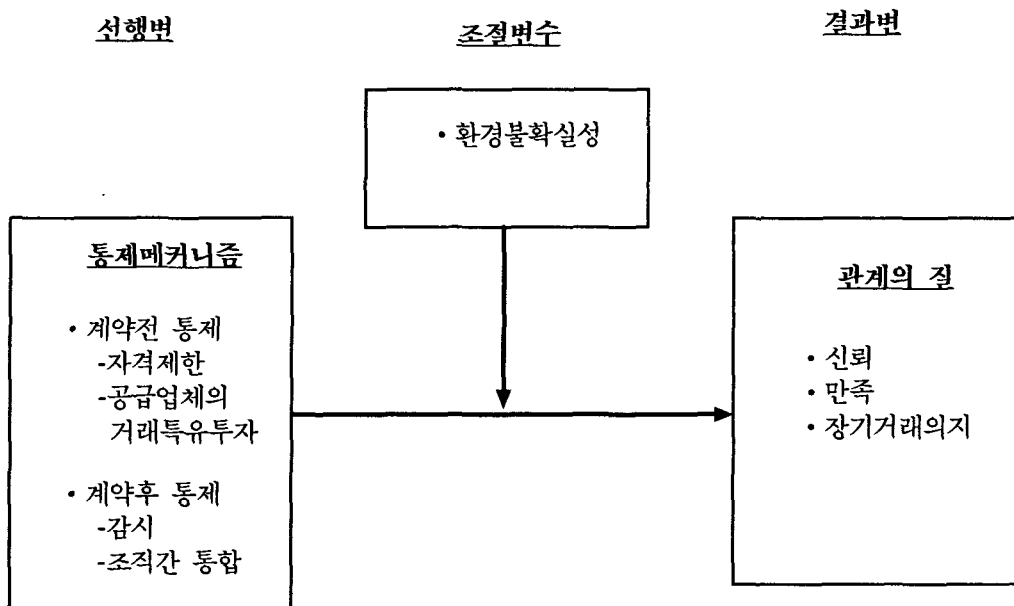 선행변
조절변수
결과변
• 환경불확실성
통제메커니즘
• 계약전 통제
-자격제한
-공급업체의
거래특유투자
• 계약후 통제
-감시
-조직간 통합
관계의 질
• 신뢰
• 만족
• 장기거래의지